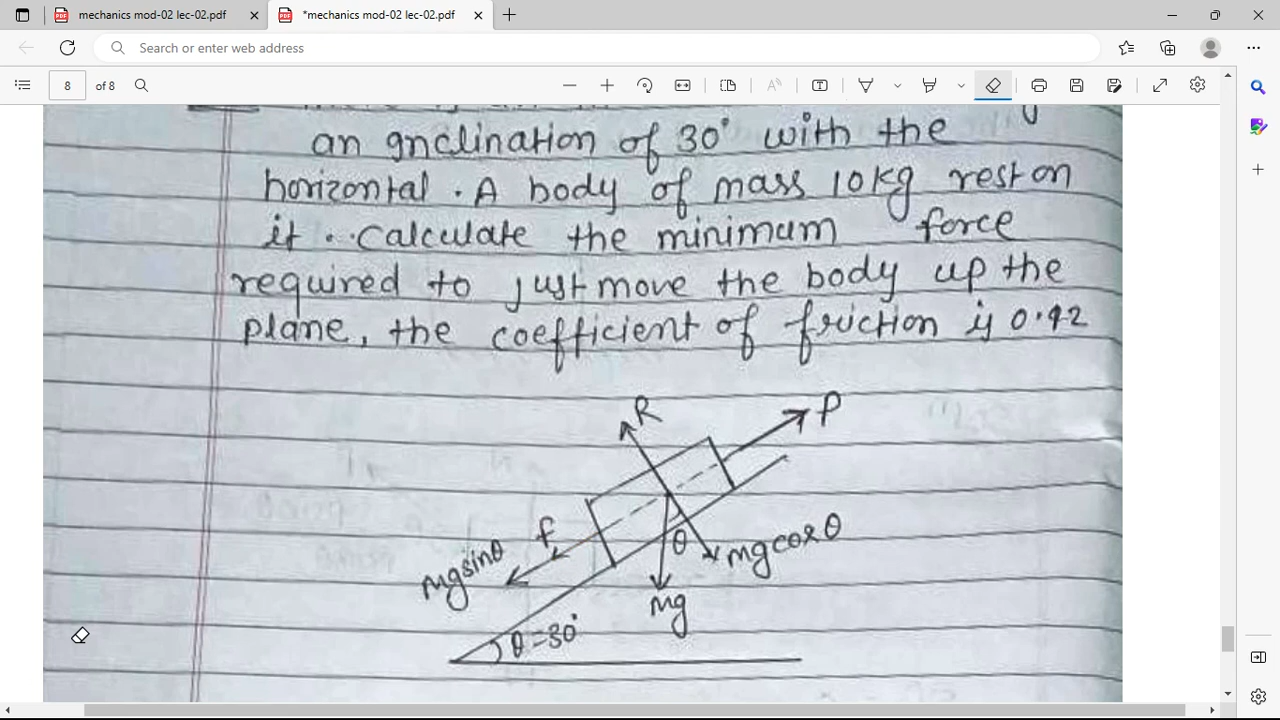 mechanics mod-02 lec-02.pdf
*mechanics mod-02 lec-02.pdf
Search or enter web address
8
of 8
an gnclination of 30° with the
horizontal. A body of mass 10kg rest on
it. Calculate the minimum force
required to just move the body up the
plane, the coefficient of friction is 0.42
R
P
f
mgsinθ
θ
mgcosθ
mg
θ=30°